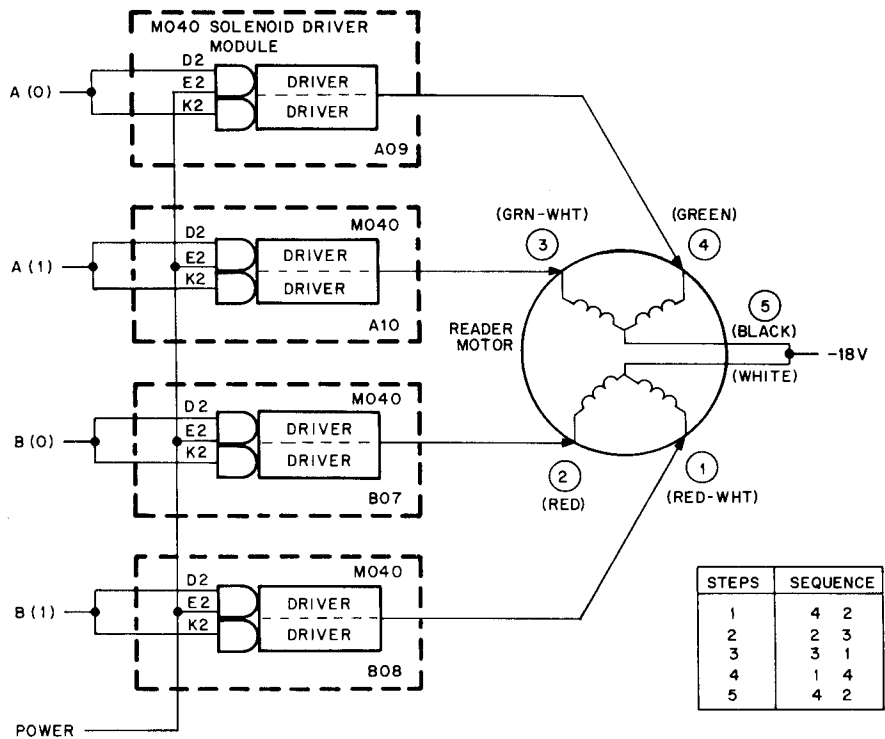 M040 SOLENOID DRIVER
MODULE
D2
E2
K2
A (0)
DRIVER
DRIVER
A09
M040
D2
E2
K2
A (1)
DRIVER
DRIVER
A10
(GRN-WHT)
3
(GREEN)
4
READER
MOTOR
5
(BLACK)
-18V
(WHITE)
M040
D2
E2
K2
B (0)
DRIVER
DRIVER
B07
2
(RED)
1
(RED-WHT)
M040
D2
E2
K2
B (1)
DRIVER
DRIVER
B08
POWER
STEPS SEQUENCE
1 4 2
2 2 3
3 3 1
4 1 4
5 4 2